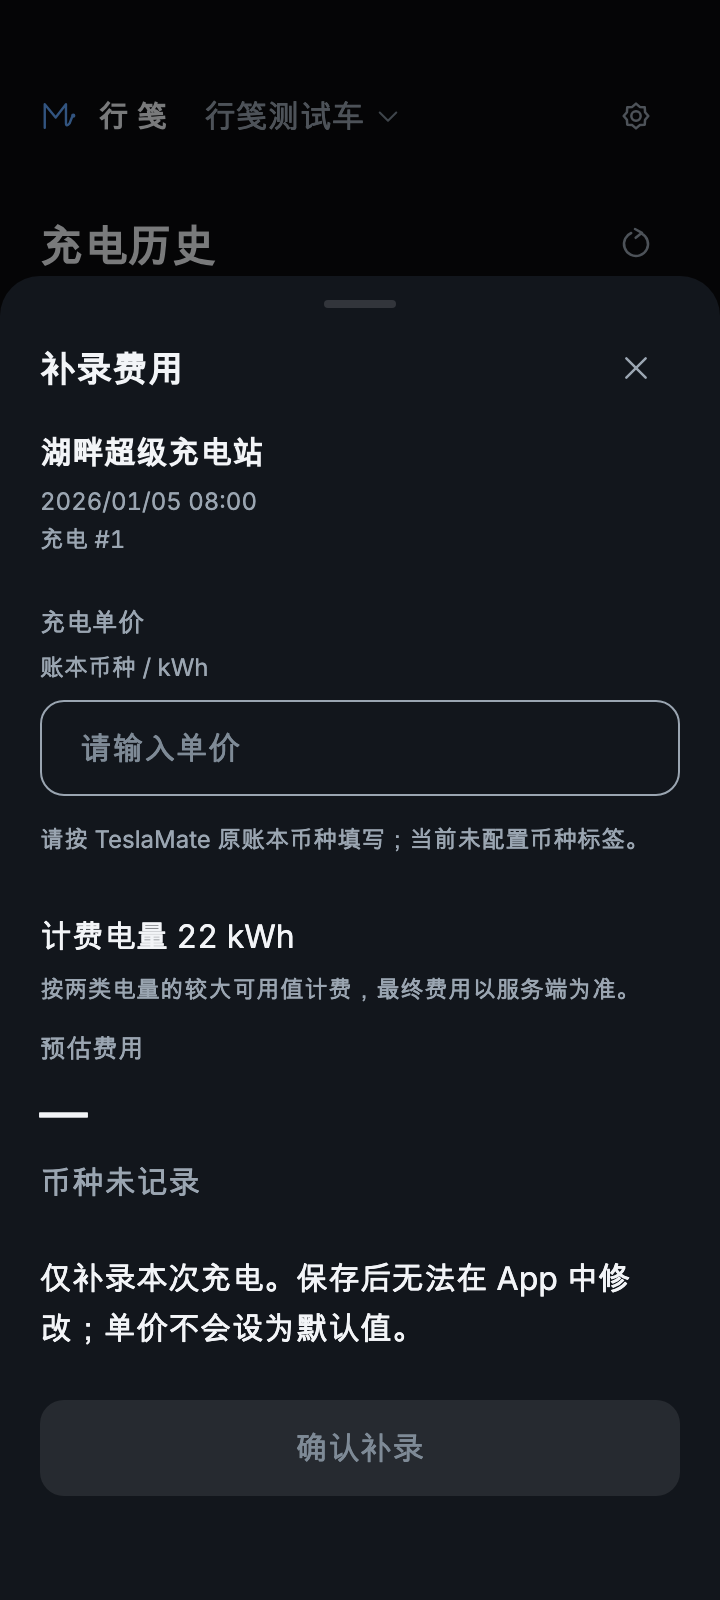 行笺 行笺测试车
充电历史
补录费用
湖畔超级充电站
2026/01/05 08:00
充电 #1
充电单价
账本币种 / kWh
请输入单价
请按 TeslaMate 原账本币种填写；当前未配置币种标签。
计费电量 22 kWh
按两类电量的较大可用值计费，最终费用以服务端为准。
预估费用
—
币种未记录
仅补录本次充电。保存后无法在 App 中修
改；单价不会设为默认值。
确认补录